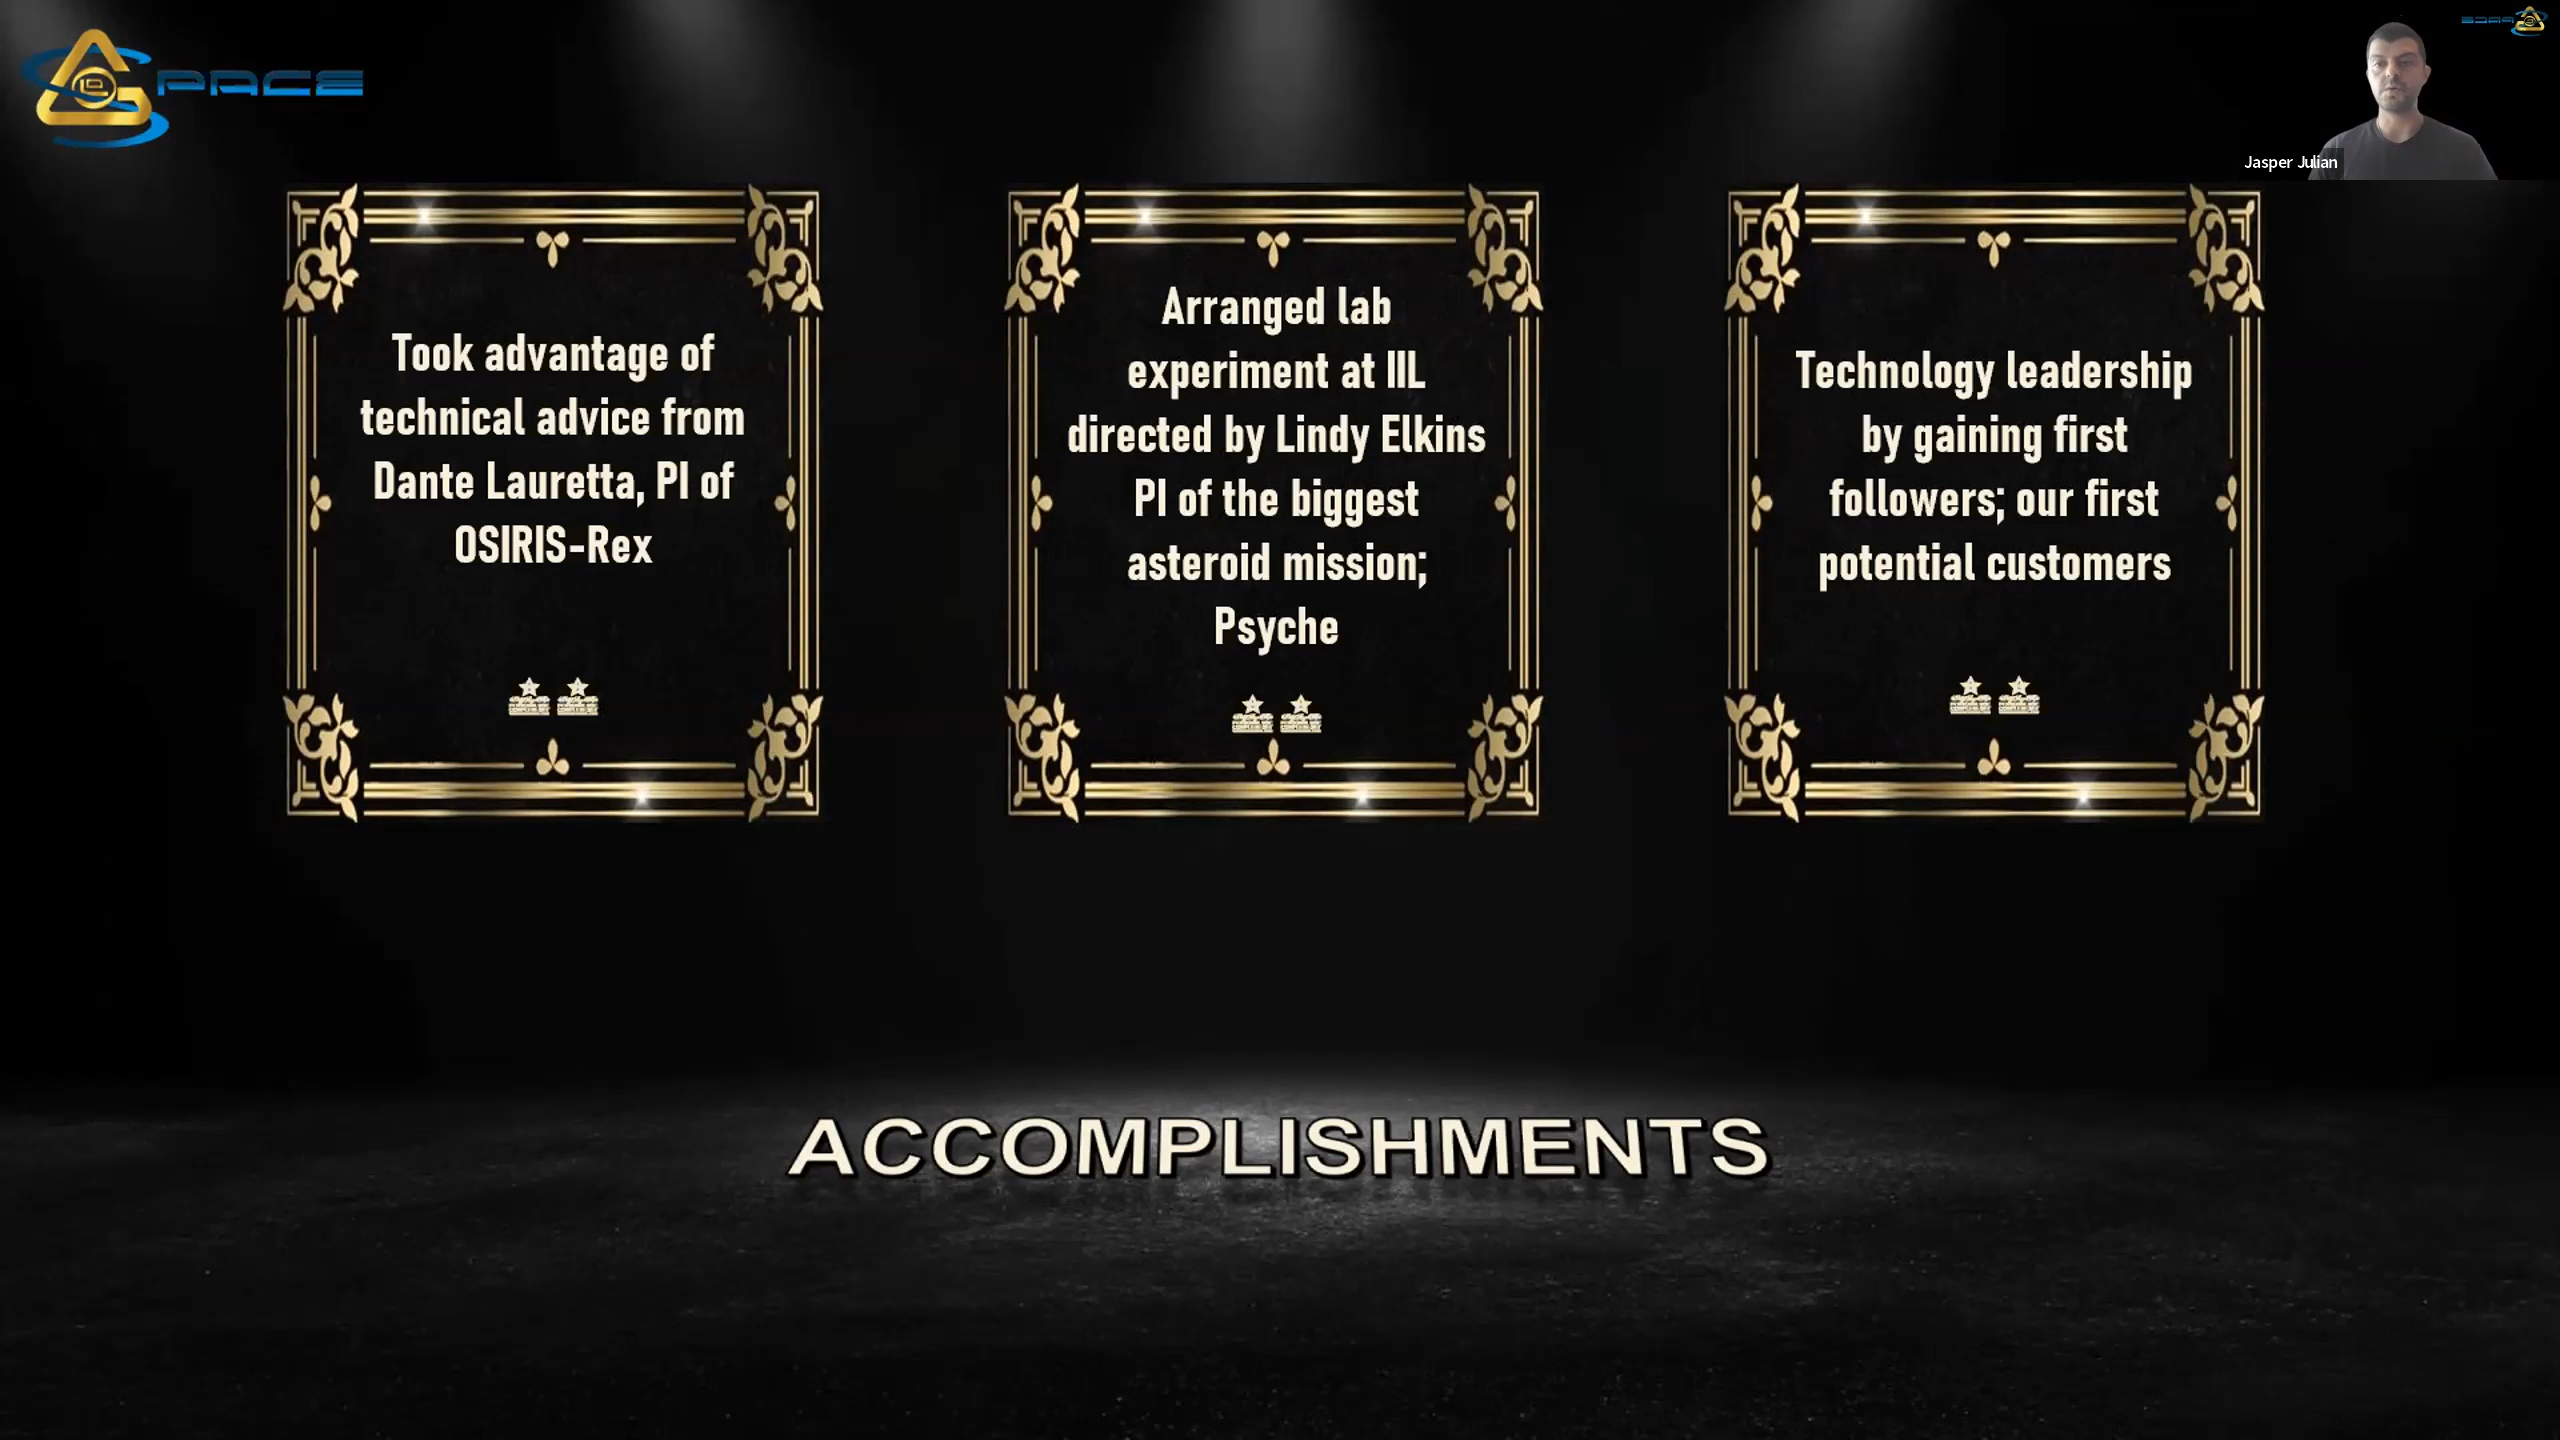 SPACE
Jasper Julian
Took advantage of
technical advice from
Dante Lauretta, PI of
OSIRIS-Rex
Arranged lab
experiment at IIL
directed by Lindy Elkins
PI of the biggest
asteroid mission;
Psyche
Technology leadership
by gaining first
followers; our first
potential customers
ACCOMPLISHMENTS